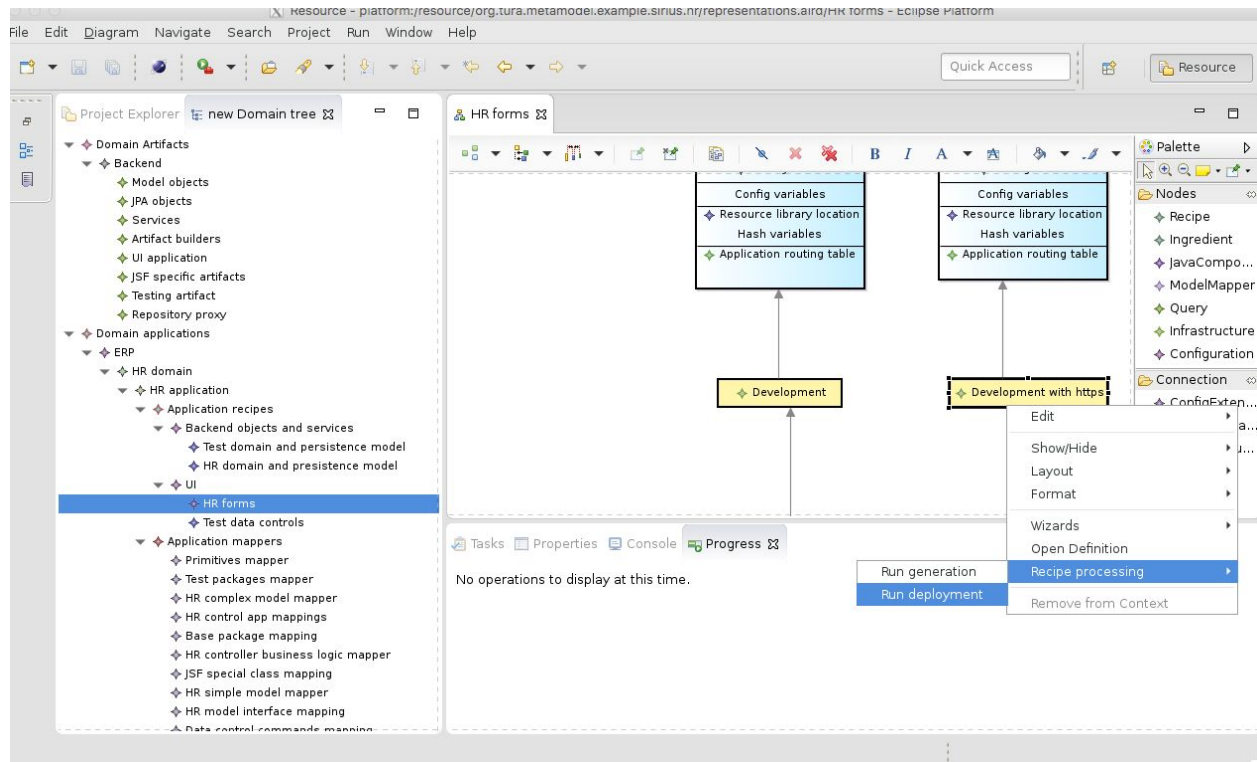 Resource - platform:/resource/org.tura.metamodel.example.sirius.hr/representations.aird/HR forms - Eclipse Platform
File Edit Diagram Navigate Search Project Run Window Help
Quick Access
Resource
Project Explorer
new Domain tree
Domain Artifacts
Backend
Model objects
JPA objects
Services
Artifact builders
UI application
JSF specific artifacts
Testing artifact
Repository proxy
Domain applications
ERP
HR domain
HR application
Application recipes
Backend objects and services
Test domain and persistence model
HR domain and presistence model
UI
HR forms
Test data controls
Application mappers
Primitives mapper
Test packages mapper
HR complex model mapper
HR control app mappings
Base package mapping
HR controller business logic mapper
JSF special class mapping
HR simple model mapper
HR model interface mapping
Data control commands mapping
HR forms
B I A
Config variables
Resource library location
Hash variables
Application routing table
Development
Config variables
Resource library location
Hash variables
Application routing table
Development with https
Palette
Nodes
Recipe
Ingredient
JavaCompo...
ModelMapper
Query
Infrastructure
Configuration
Connection
ConfigExten...
a...
u...
Edit
Show/Hide
Layout
Format
Wizards
Open Definition
Recipe processing
Remove from Context
Run generation
Run deployment
Tasks
Properties
Console
Progress
No operations to display at this time.